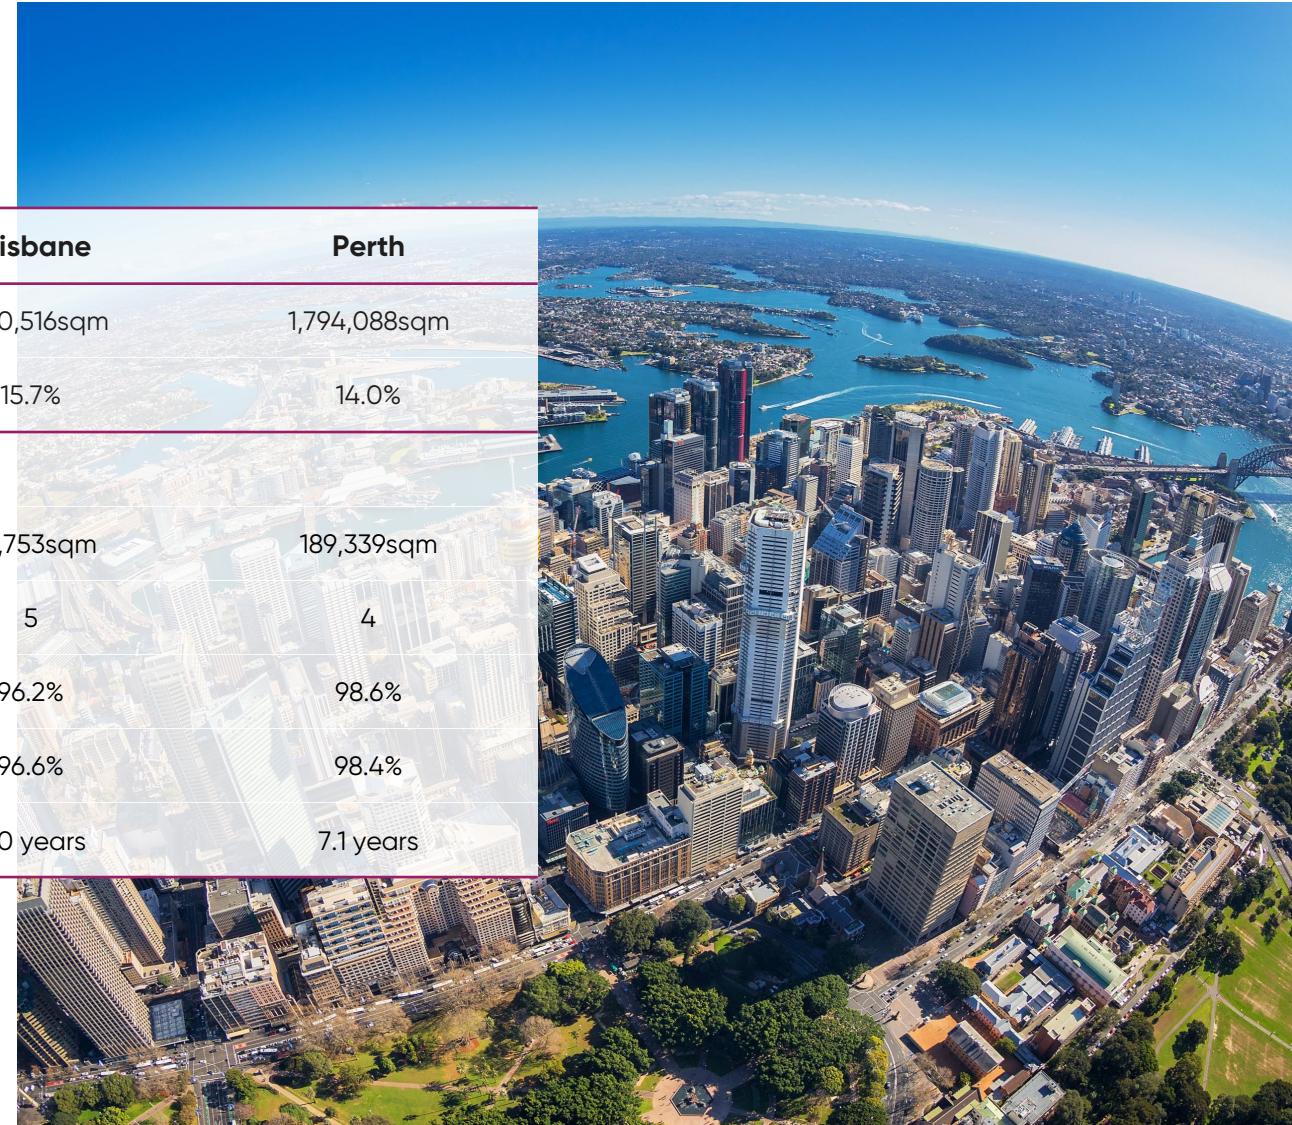 isbane Perth
0,516sqm 1,794,088sqm
15.7% 14.0%
,753sqm 189,339sqm
5 4
96.2% 98.6%
96.6% 98.4%
0 years 7.1 years